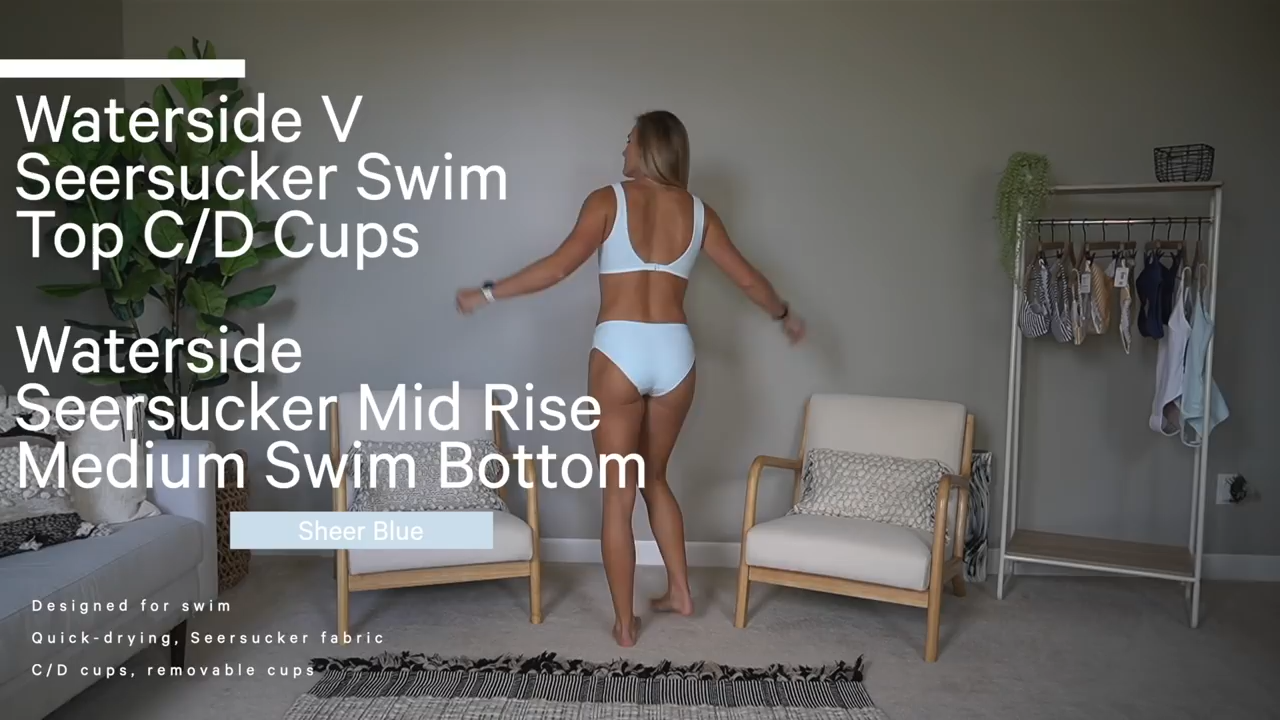 Waterside V
Seersucker Swim
Top C/D Cups
Waterside
Seersucker Mid Rise
Medium Swim Bottom
Sheer Blue
Designed for swim
Quick-drying, Seersucker fabric
C/D cups, removable cups